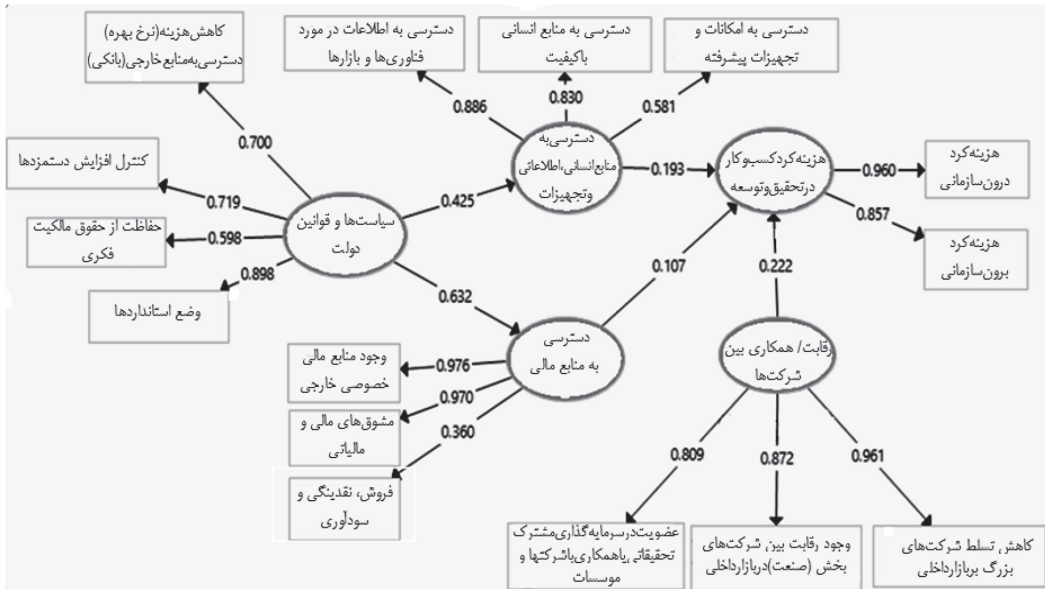 کاهش‌هزینه(نرخ بهره)
دسترسی‌به‌منابع‌خارجی(بانکی)
دسترسی به اطلاعات در مورد
فناوری‌ها و بازارها
دسترسی به منابع انسانی
باکیفیت
دسترسی به امکانات و
تجهیزات پیشرفته
0.886
0.830
0.581
0.700
کنترل افزایش دستمزدها
دسترسی‌به
منابع‌انسانی،اطلاعاتی
وتجهیزات
هزینه‌کردکسب‌وکار
درتحقیق‌وتوسعه
هزینه‌کرد
درون‌سازمانی
0.193
0.960
0.719
0.425
0.857
سیاست‌ها و قوانین
دولت
حفاظت از حقوق مالکیت
فکری
0.598
هزینه‌کرد
برون‌سازمانی
0.898
0.107
0.222
0.632
وضع استانداردها
دسترسی
به منابع مالی
رقابت/ همکاری بین
شرکت‌ها
وجود منابع مالی
خصوصی خارجی
0.976
0.970
0.360
مشوق‌های مالی و
مالیاتی
0.809
0.872
0.961
فروش، نقدینگی و
سودآوری
عضویت‌درسرمایه‌گذاری‌مشترک
تحقیقاتی‌یاهمکاری‌باشرکتها و
موسسات
وجود رقابت بین شرکت‌های
بخش (صنعت)دربازارداخلی
کاهش تسلط شرکت‌های
بزرگ بربازارداخلی